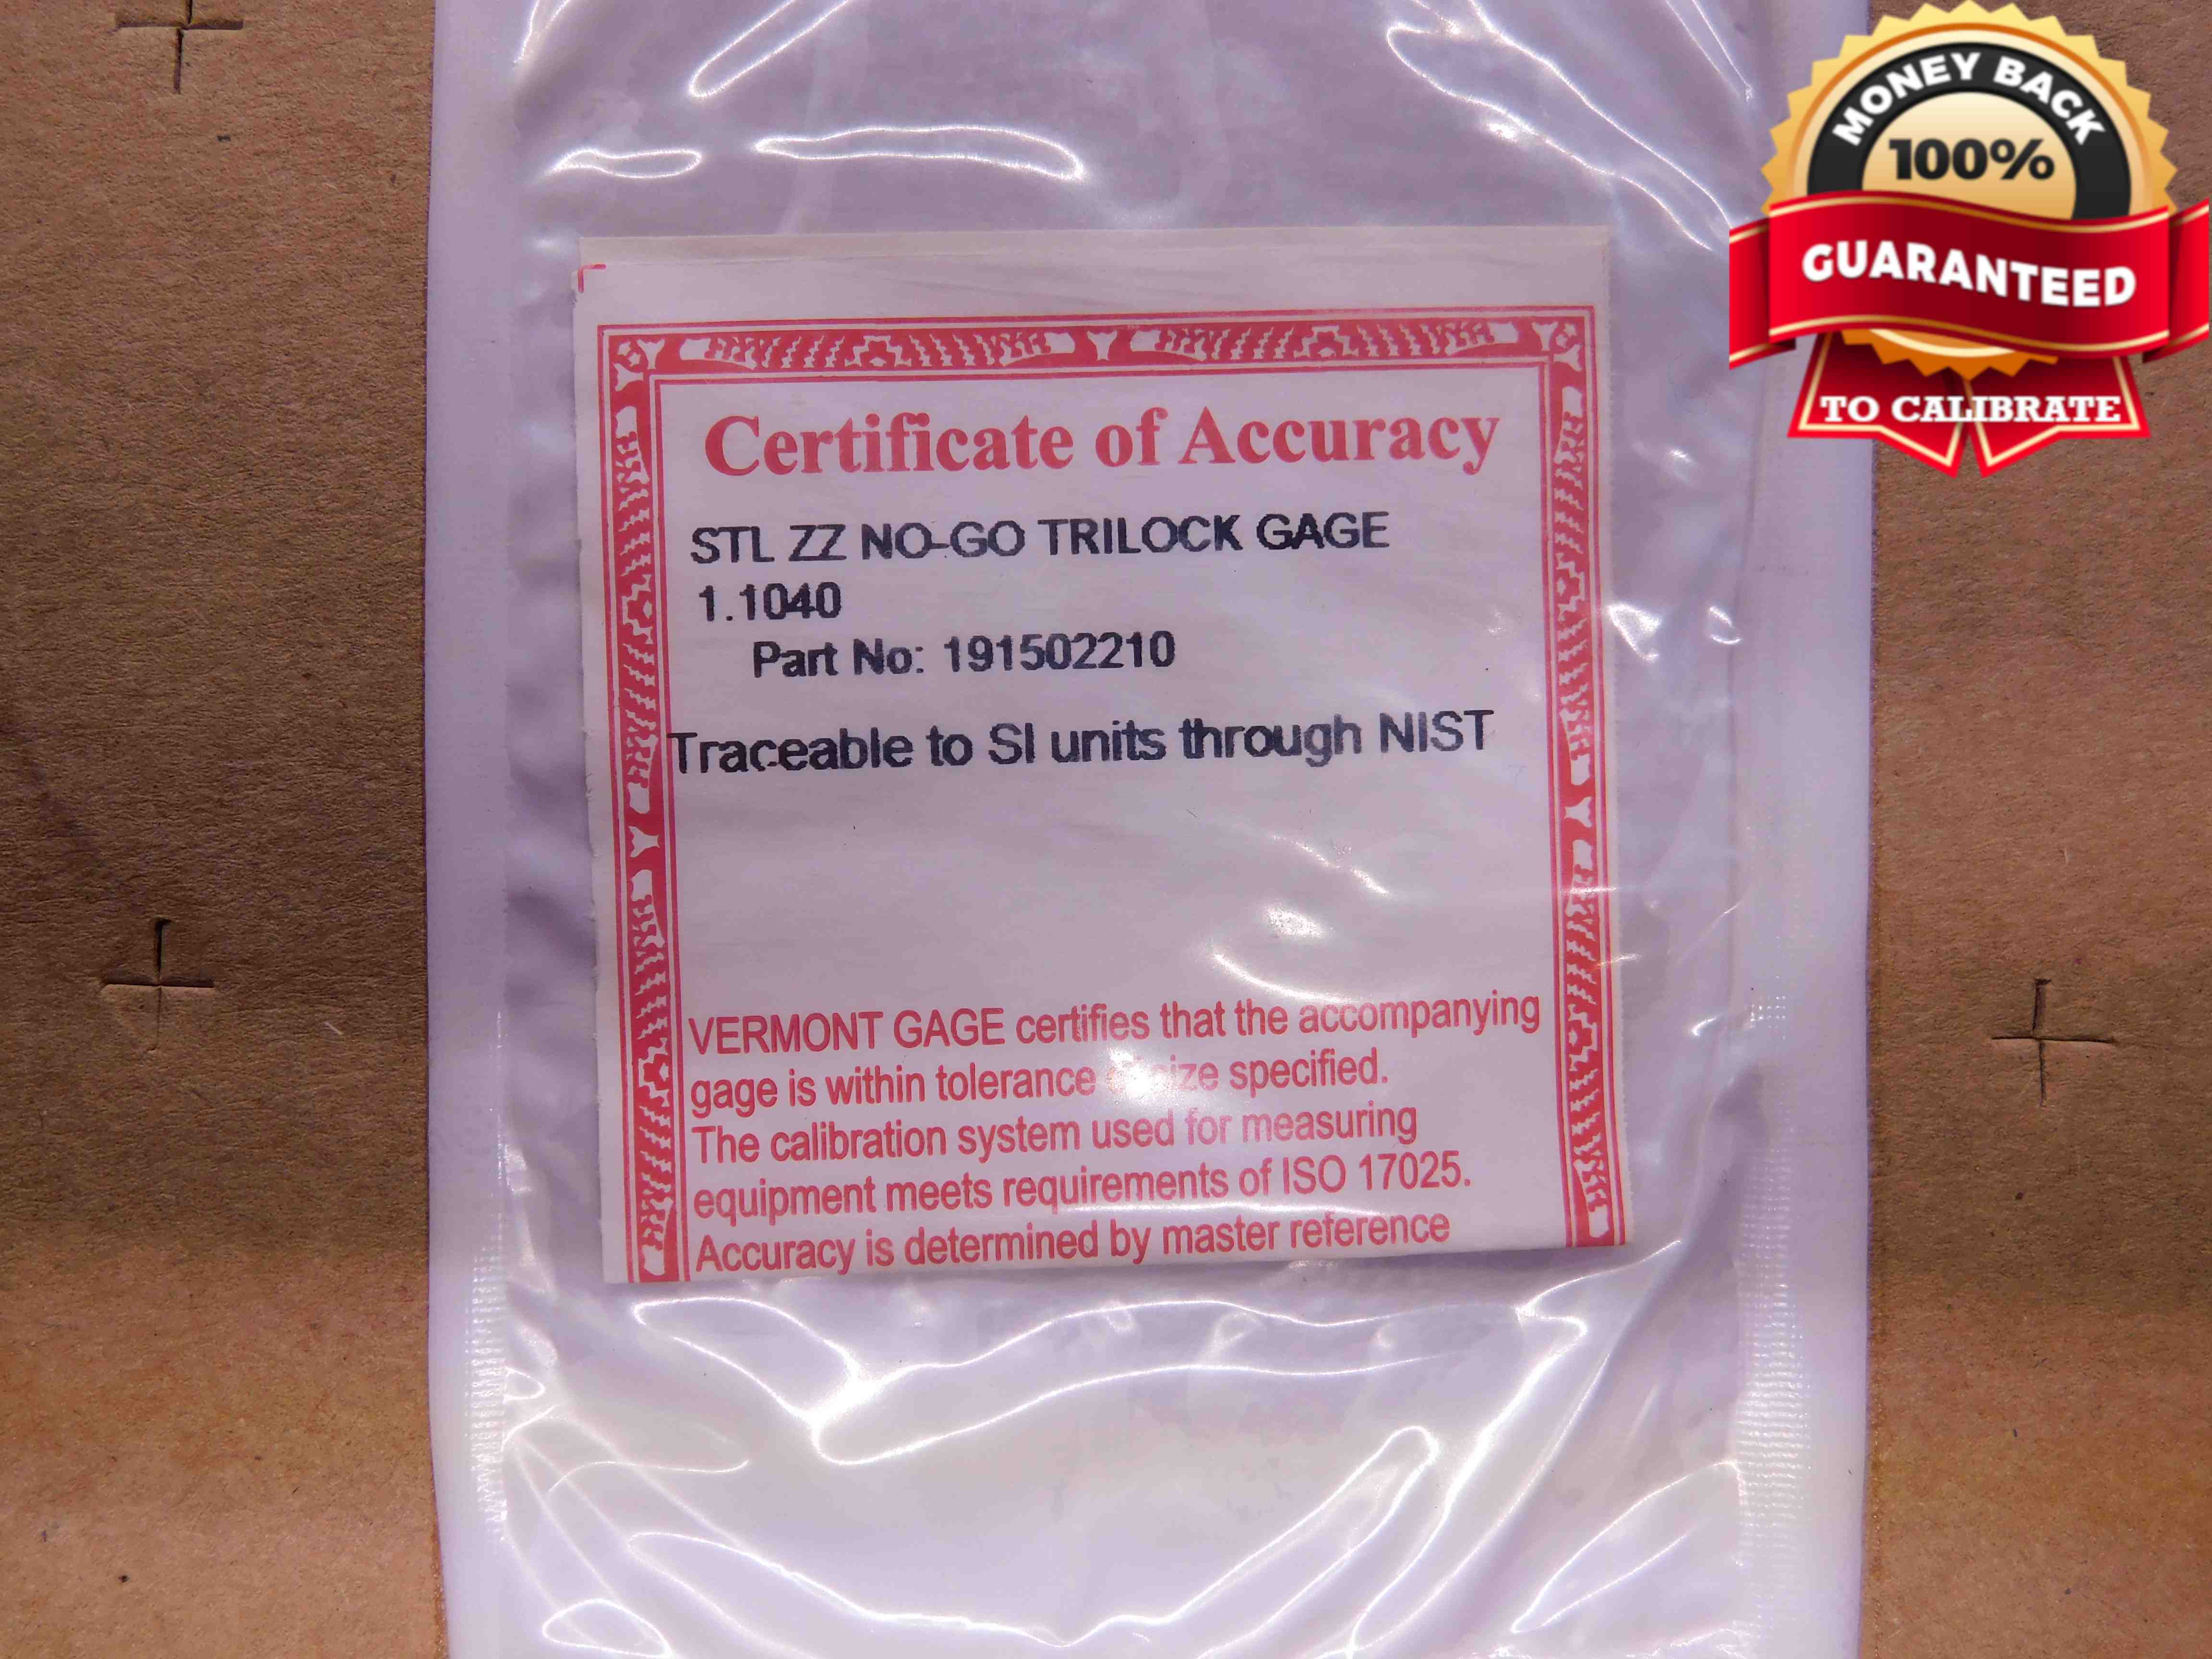 MONEY BACK
100%
GUARANTEED
TO CALIBRATE
Certificate of Accuracy
STL ZZ NO-GO TRILOCK GAGE
1.1040
Part No: 191502210
Traceable to SI units through NIST
VERMONT GAGE certifies that the accompanying
gage is within tolerance specified.
The calibration system used for measuring
equipment meets requirements of ISO 17025.
Accuracy is determined by master reference